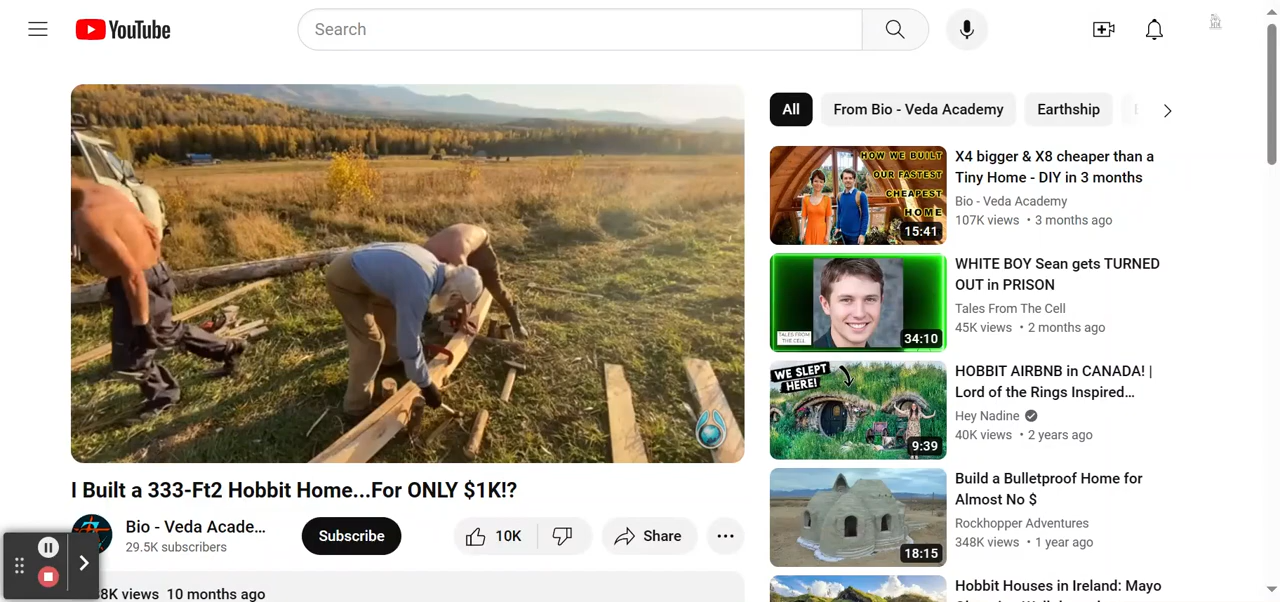 YouTube
Search
All
From Bio - Veda Academy
Earthship
HOW WE BUILT
OUR FASTEST
CHEAPEST
HOME
15:41
X4 bigger & X8 cheaper than a
Tiny Home - DIY in 3 months
Bio - Veda Academy
107K views • 3 months ago
TALES FROM
THE CELL
34:10
WHITE BOY Sean gets TURNED
OUT in PRISON
Tales From The Cell
45K views • 2 months ago
WE SLEPT
HERE!
9:39
HOBBIT AIRBNB in CANADA! |
Lord of the Rings Inspired…
Hey Nadine
40K views • 2 years ago
18:15
Build a Bulletproof Home for
Almost No $
Rockhopper Adventures
348K views • 1 year ago
Hobbit Houses in Ireland: Mayo
I Built a 333-Ft2 Hobbit Home...For ONLY $1K!?
Bio - Veda Acade…
29.5K subscribers
Subscribe
10K
Share
8K views 10 months ago